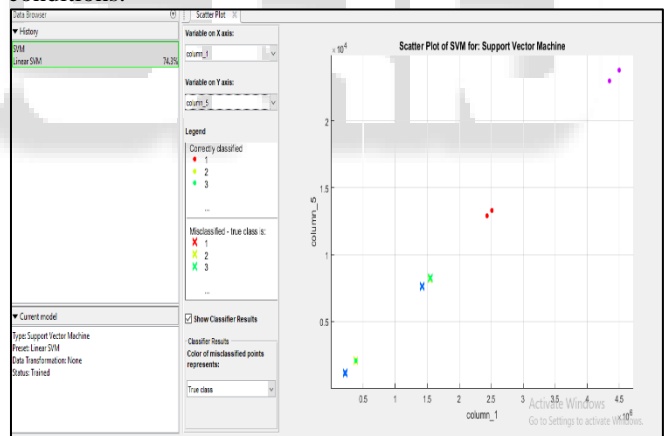 conditions.
Data Browser
▼ History
SVM
Linear SVM 74.3%
▼ Current model
Type: Support Vector Machine
Preset: Linear SVM
Data Transformation: None
Status: Trained
Scatter Plot
Variable on X axis:
column_1
Variable on Y axis:
column_5
Legend
Correctly classified
1
2
3
...
Misclassified - true class is:
1
2
3
...
Show Classifier Results
Classifier Results
Color of misclassified points
represents:
True class
Scatter Plot of SVM for: Support Vector Machine
×10⁴
2
1.5
1
0.5
column_5
0.5 1 1.5 2 2.5 3 3.5 4 4.5
×10⁶
column_1
Activate Windows
Go to Settings to activate Windows.